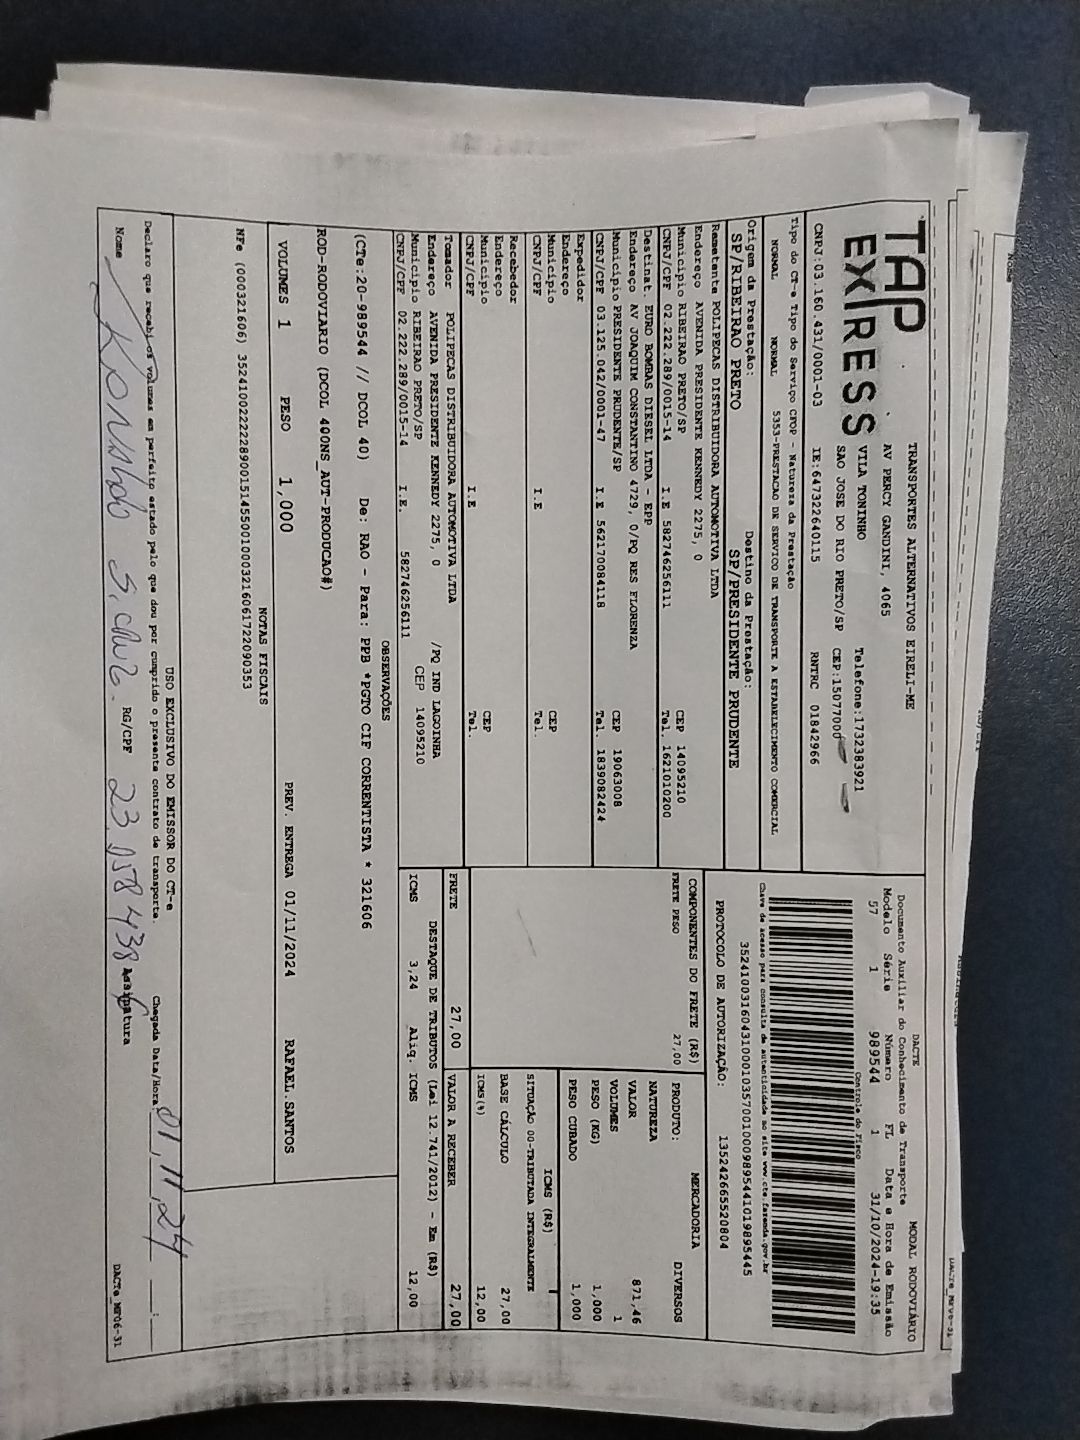 TAP EXPRESS
TRANSPORTES ALTERNATIVOS EIRELI-ME
AV PERCY GANDINI, 4065
VILA TONINHO Telefone:1732383921
SAO JOSE DO RIO PRETO/SP CEP:15077000
CNPJ:03.160.431/0001-03 IE:647322640115 RNTRC 01842966
Tipo do CT-e Tipo do Serviço CFOP - Natureza da Prestação
NORMAL NORMAL 5353-PRESTACAO DE SERVICO DE TRANSPORTE A ESTABELECIMENTO COMERCIAL
Origem da Prestação: Destino da Prestação:
SP/RIBEIRAO PRETO SP/PRESIDENTE PRUDENTE
Remetente POLIPECAS DISTRIBUIDORA AUTOMOTIVA LTDA
Endereço AVENIDA PRESIDENTE KENNEDY 2275, 0
Município RIBEIRAO PRETO/SP CEP 14095210
CNPJ/CPF 02.222.289/0015-14 I.E 582746256111 Tel. 1621010200
Destinat. EURO BOMBAS DIESEL LTDA - EPP
Endereço AV JOAQUIM CONSTANTINO 4729, 0/PQ RES FLORENZA
Município PRESIDENTE PRUDENTE/SP CEP 19063008
CNPJ/CPF 03.125.042/0001-47 I.E 562170084118 Tel. 1839082424
Expedidor
Endereço
Município CEP
CNPJ/CPF I.E Tel.
Recebedor
Endereço
Município CEP
CNPJ/CPF I.E Tel.
Tomador POLIPECAS DISTRIBUIDORA AUTOMOTIVA LTDA
Endereço AVENIDA PRESIDENTE KENNEDY 2275, 0 /PQ IND LAGOINHA
Município RIBEIRAO PRETO/SP CEP 14095210
CNPJ/CPF 02.222.289/0015-14 I.E. 582746256111
DACTE MODAL RODOVIÁRIO
Documento Auxiliar do Conhecimento de Transporte
Modelo Série Número FL Data e Hora de Emissão
57 1 989544 1 31/10/2024-19:35
Controle do Fisco
Chave de acesso para consulta de autenticidade no site www.cte.fazenda.gov.br
PROTOCOLO DE AUTORIZAÇÃO: 135242665520804
COMPONENTES DO FRETE (R$)
FRETE PESO 27,00
MERCADORIA
PRODUTO: DIVERSOS
NATUREZA
VALOR 871,46
VOLUMES 1
PESO (KG) 1,000
PESO CUBADO 1,000
ICMS (R$)
SITUAÇÃO 00-TRIBUTADA INTEGRALMENTE
BASE CÁLCULO 27,00
ICMS(%) 12,00
FRETE 27,00 VALOR A RECEBER 27,00
DESTAQUE DE TRIBUTOS (Lei 12.741/2012) - Em (R$)
ICMS 3,24 Aliq. ICMS 12,00
OBSERVAÇÕES
(CTe:20-989544 // DCOL 40) De: RAO - Para: PPB *PGTO CIF CORRENTISTA * 321606
ROD-RODOVIARIO (DCOL 400NS_AUT-PRODUCAO#)
VOLUMES 1 PESO 1,000 PREV. ENTREGA 01/11/2024 RAFAEL.SANTOS
NOTAS FISCAIS
NFe (000321606)
USO EXCLUSIVO DO EMISSOR DO CT-e
Declaro que recebi os volumes em perfeito estado pelo que dou por cumprido o presente contrato de transporte. Chegada Data/Hora 01/11/24 __:__
Nome RG/CPF 23.058438 Assinatura DACTe_MF06-31